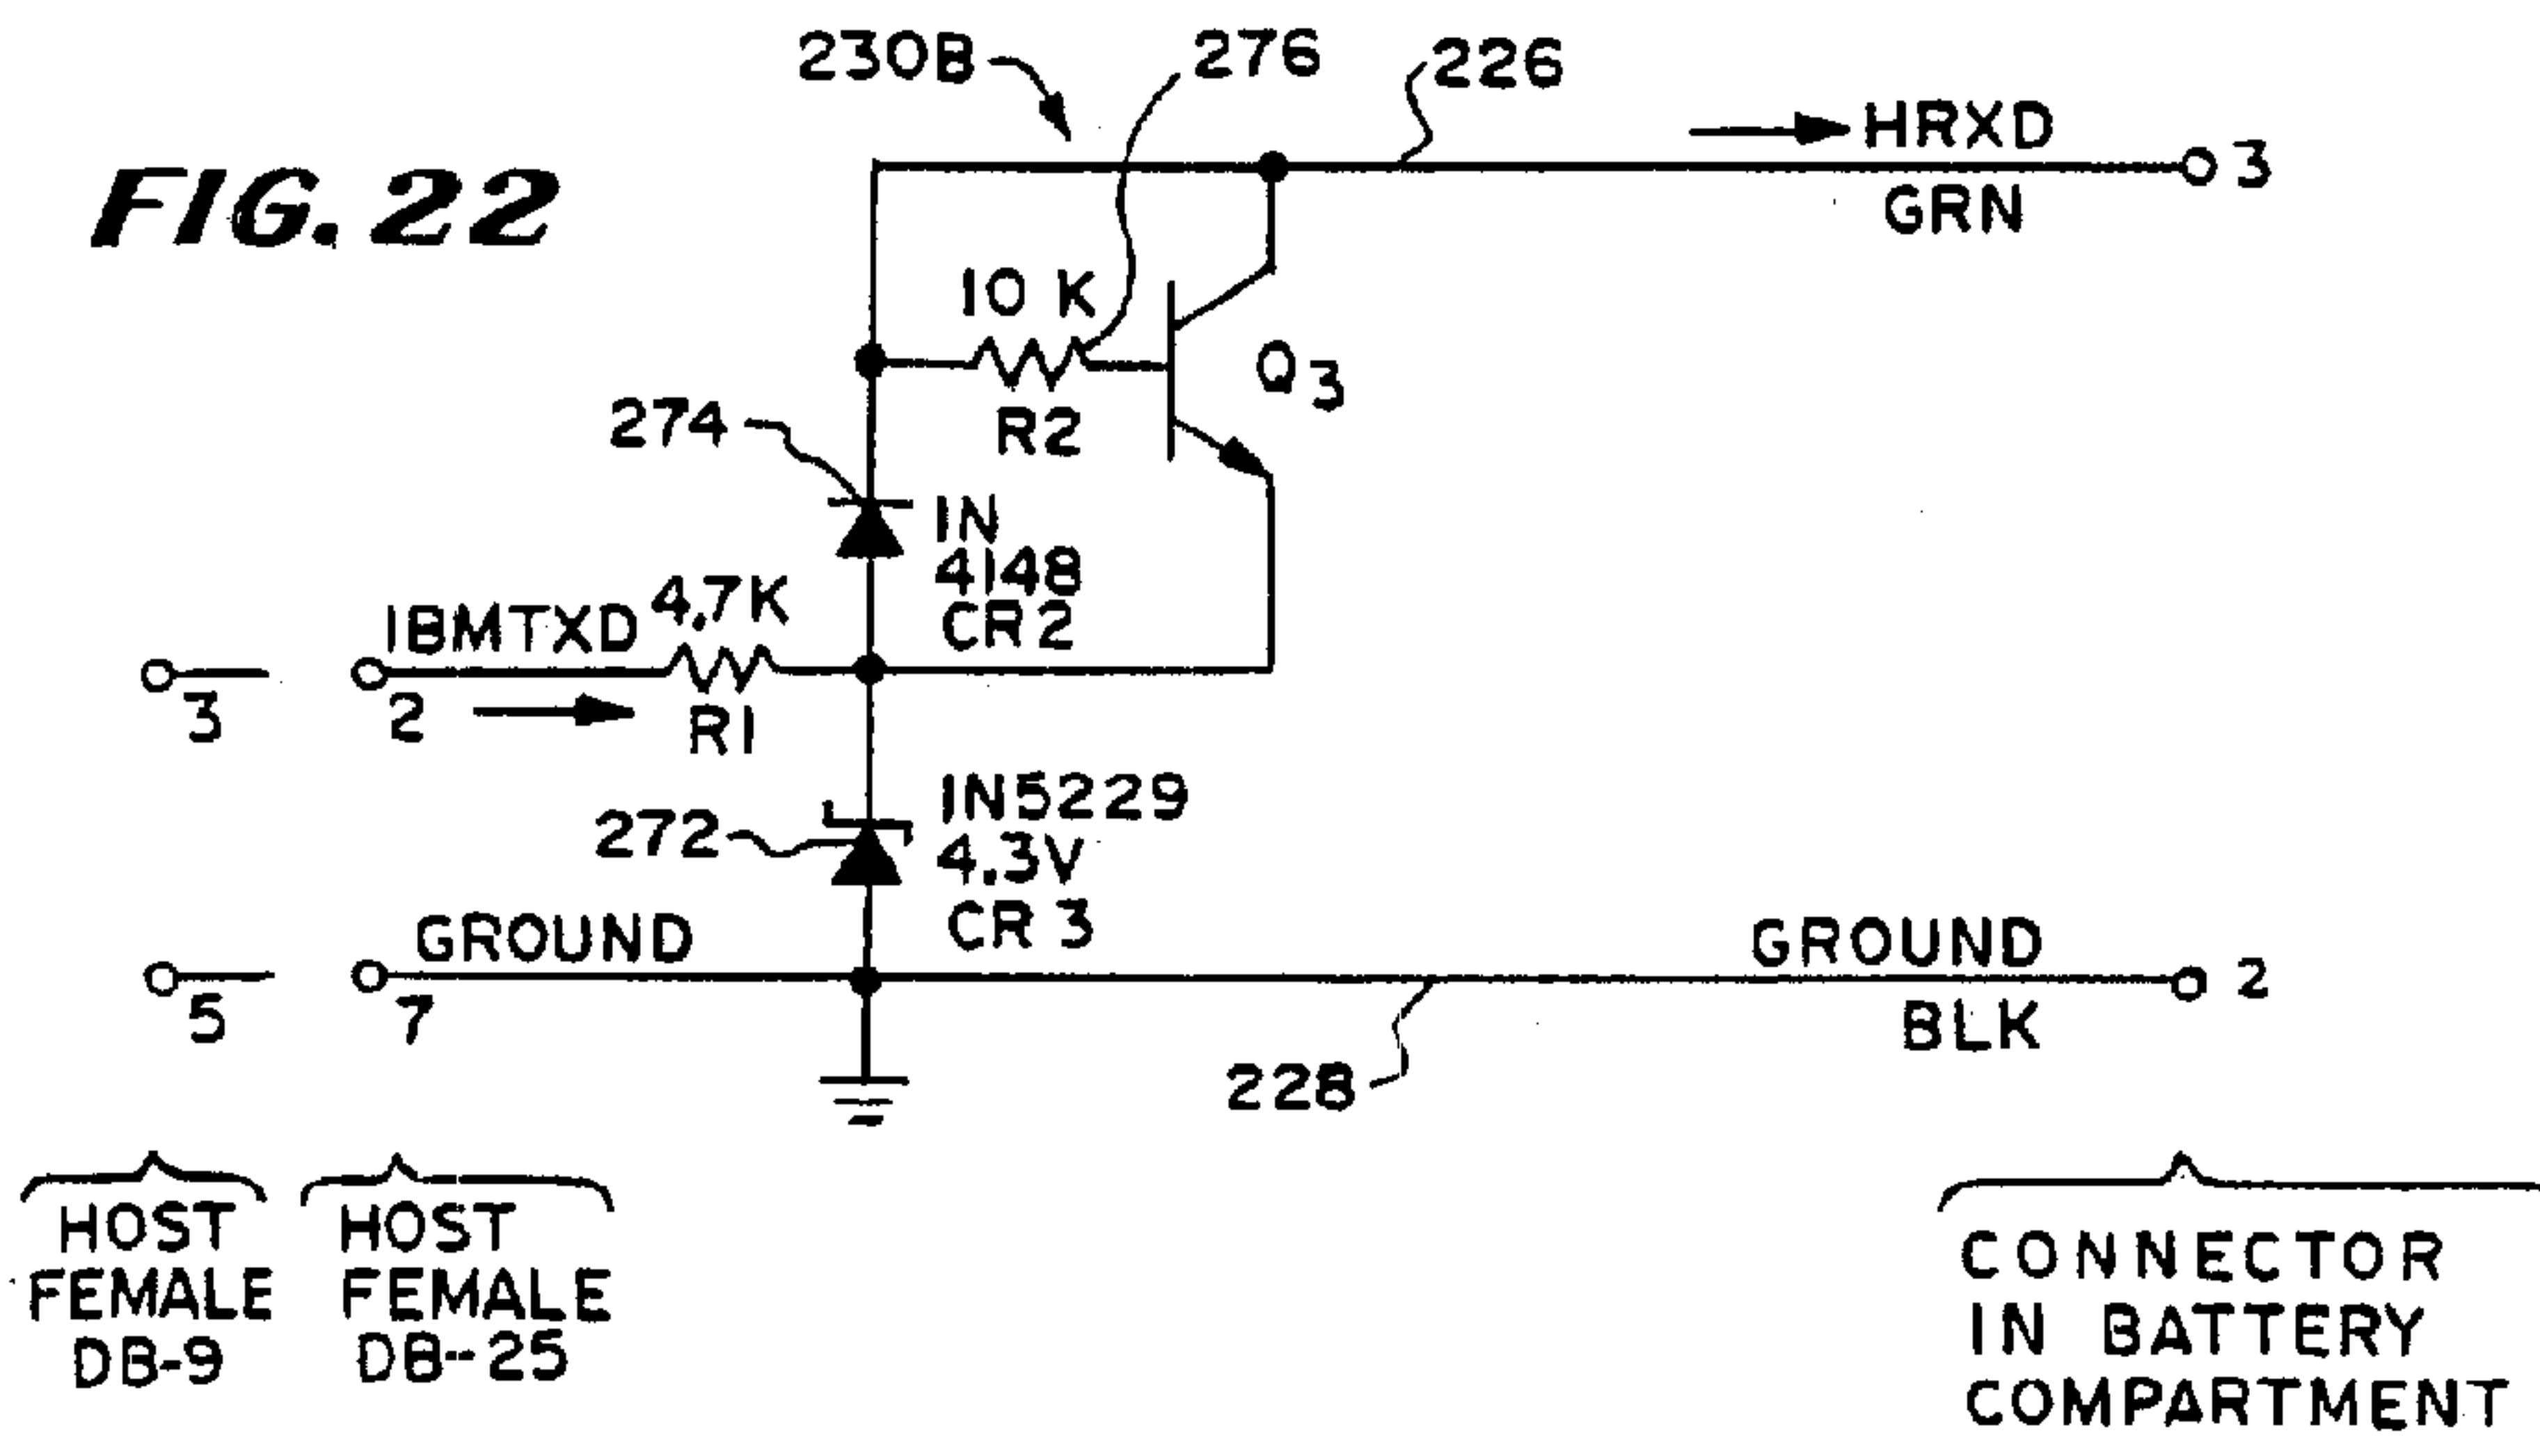 230B
276
226
HRXD
3
GRN
FIG. 22
10 K
Q3
R2
274
IN
4148
CR2
IBMTXD
4.7K
3
2
R1
IN5229
4.3V
CR 3
272
GROUND
GROUND
5
7
2
BLK
228
HOST
FEMALE
DB-9
HOST
FEMALE
DB-25
CONNECTOR
IN BATTERY
COMPARTMENT